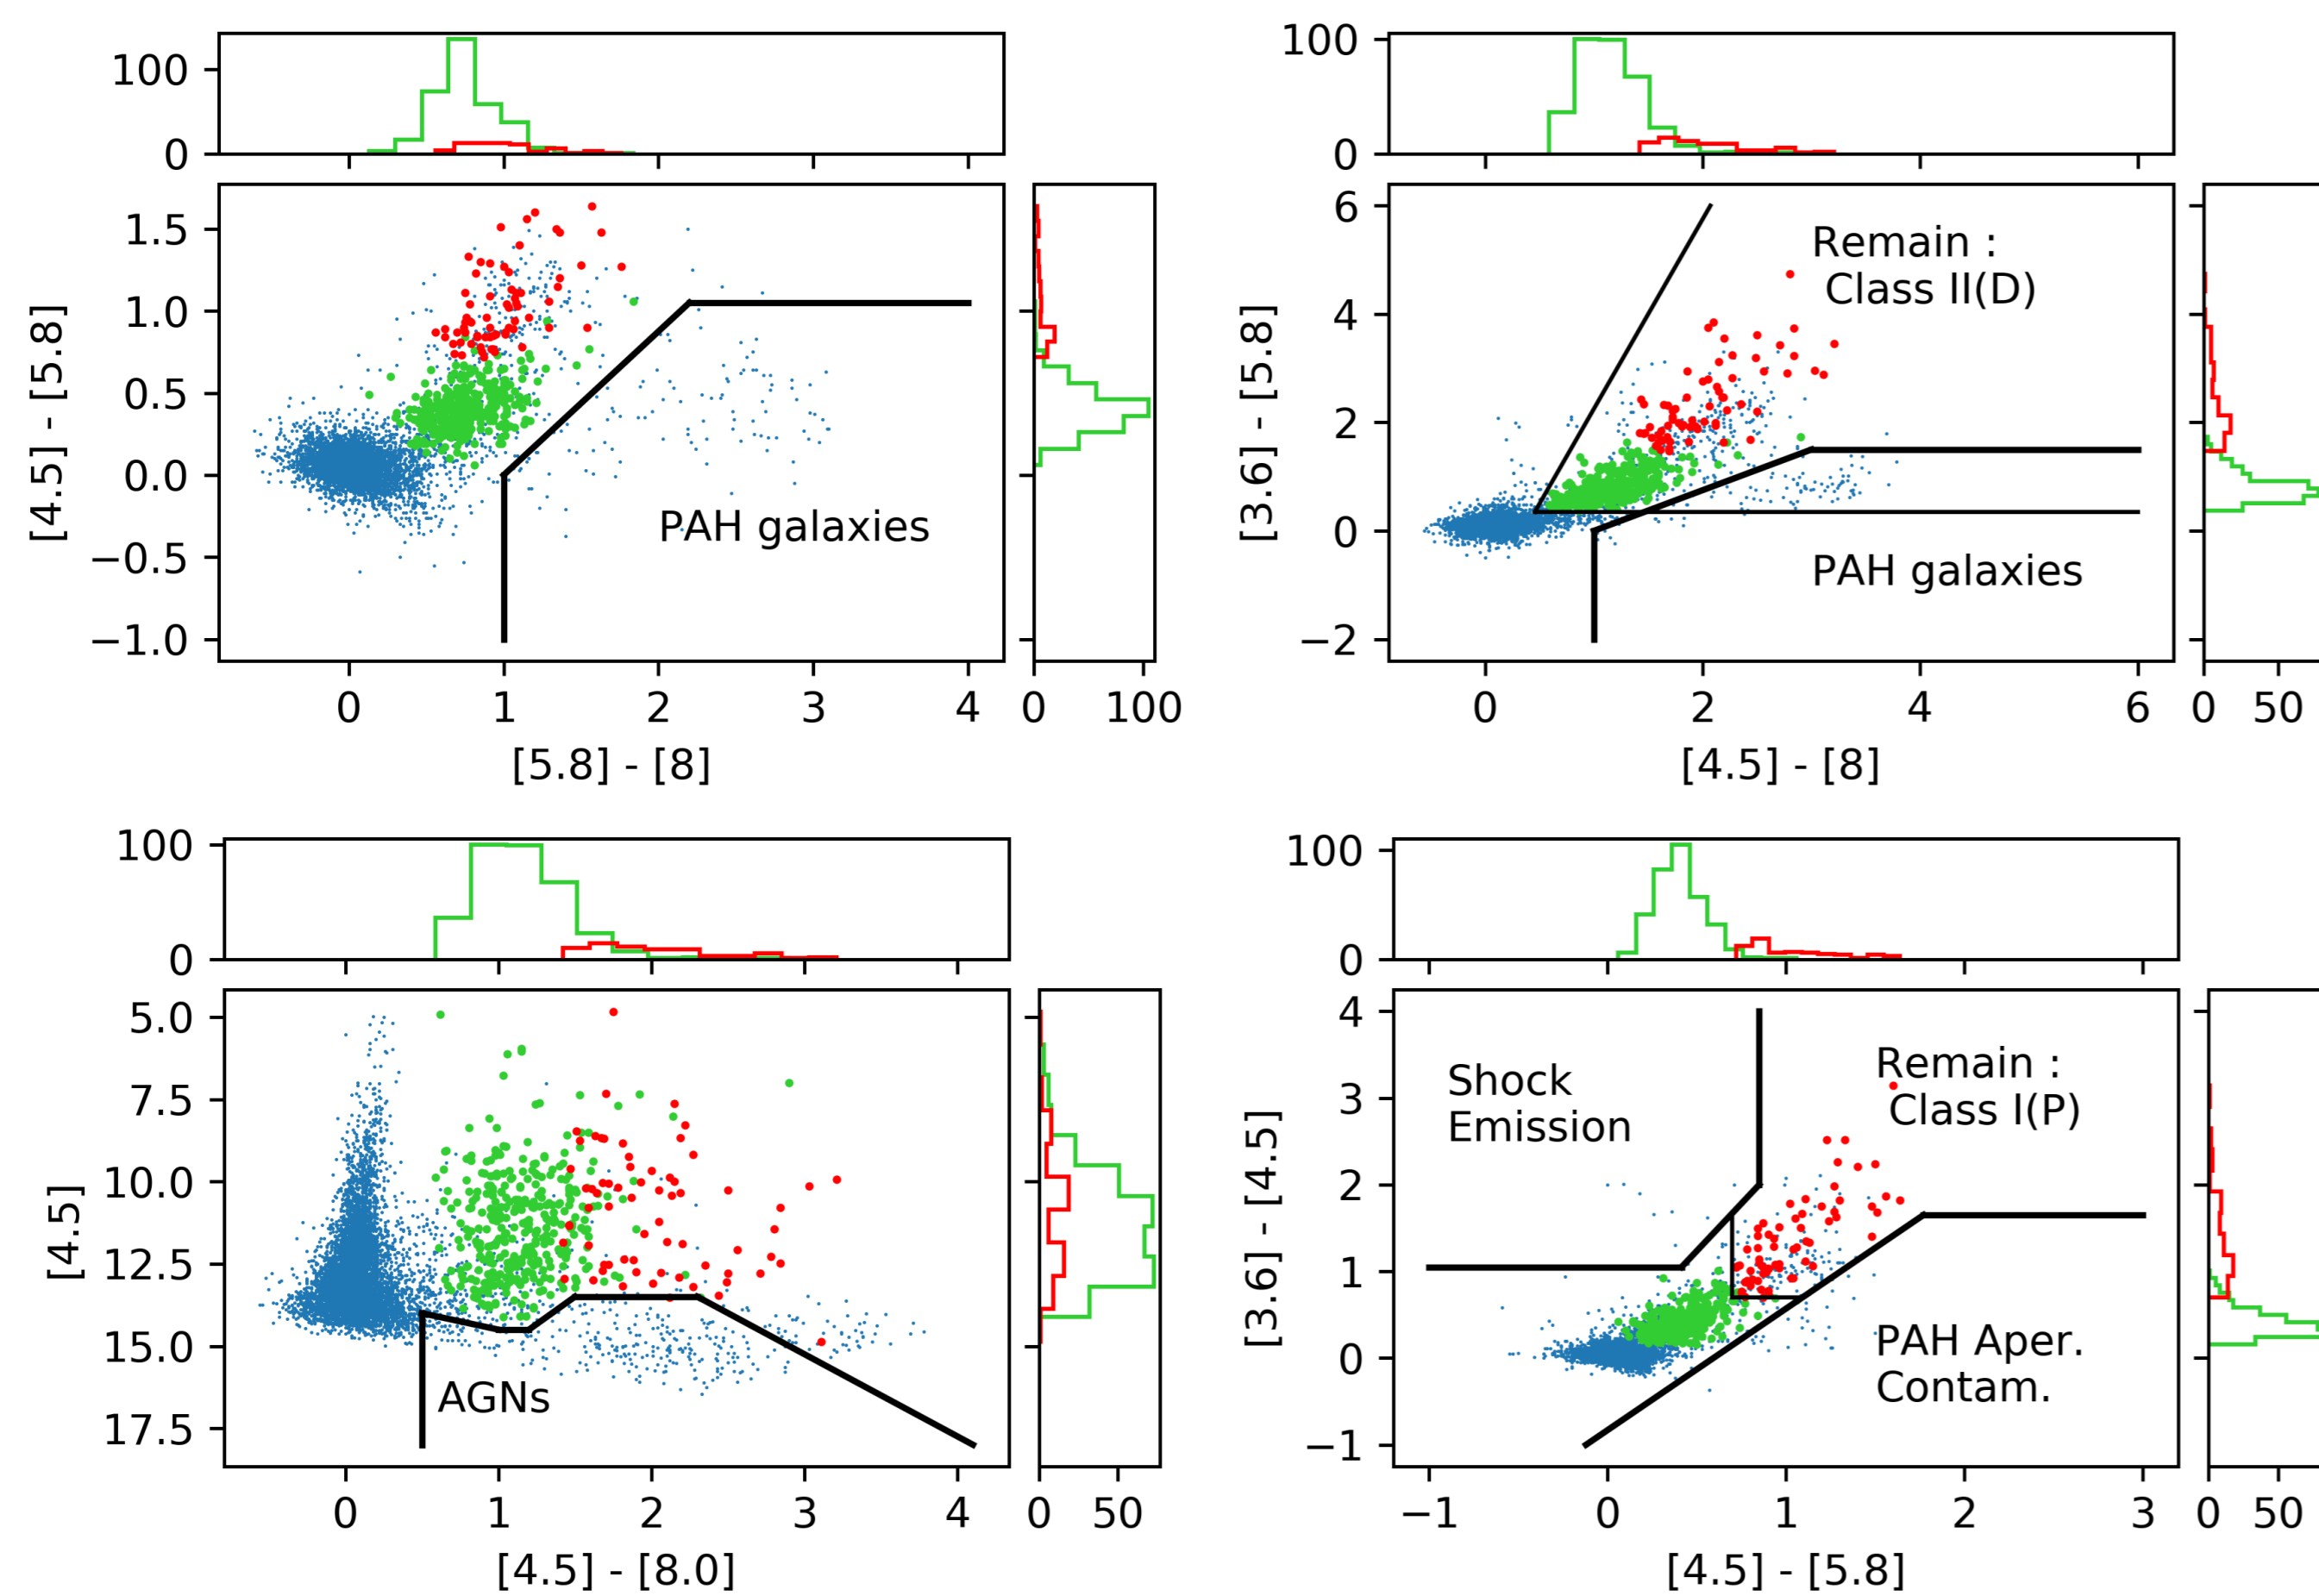 100
0
1.5
1.0
0.5
0.0
−0.5
−1.0
[4.5] - [5.8]
PAH galaxies
0 1 2 3 4
0 100
[5.8] - [8]
100
0
6
4
2
0
−2
[3.6] - [5.8]
Remain :
Class II(D)
PAH galaxies
0 2 4 6
0 50
[4.5] - [8]
100
0
5.0
7.5
10.0
12.5
15.0
17.5
[4.5]
AGNs
0 1 2 3 4
0 50
[4.5] - [8.0]
100
0
4
3
2
1
0
−1
[3.6] - [4.5]
Shock
Emission
Remain :
Class I(P)
PAH Aper.
Contam.
−1 0 1 2 3
0 50
[4.5] - [5.8]